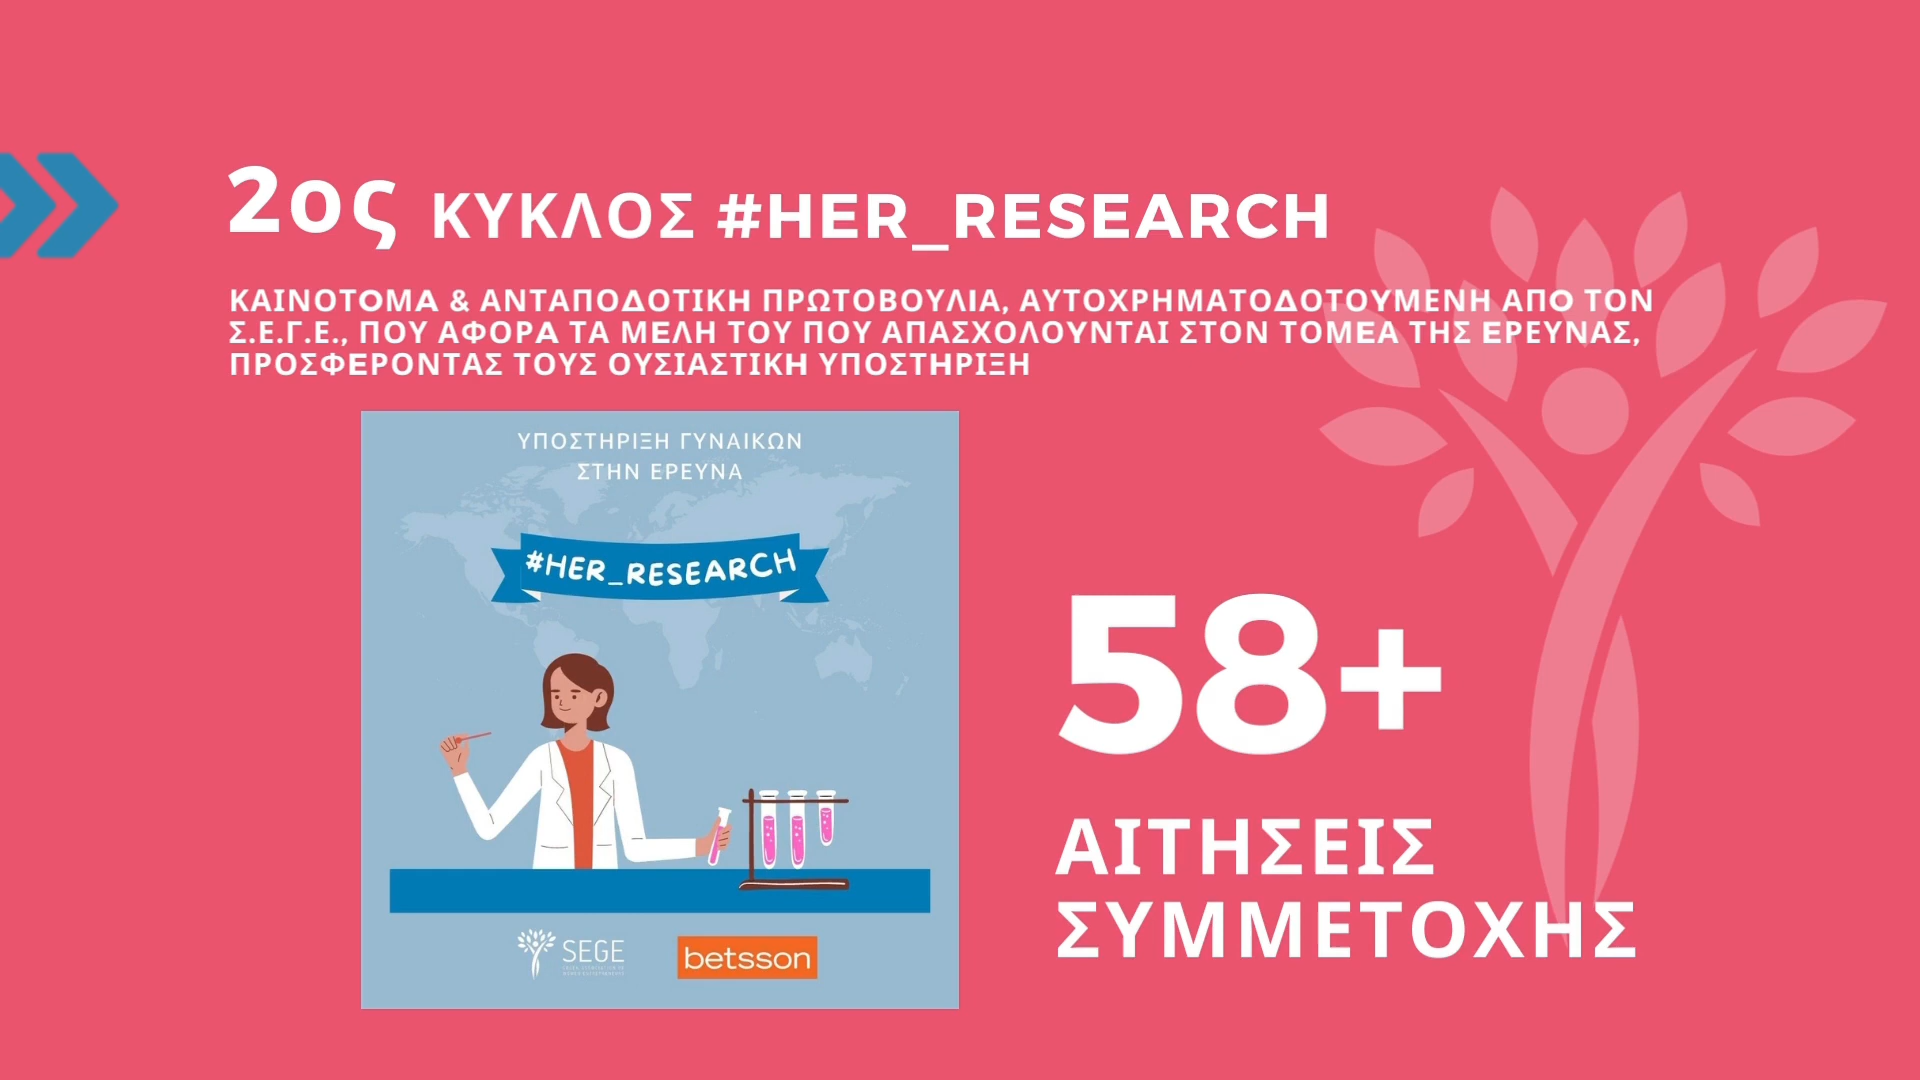 2ος ΚΥΚΛΟΣ #HER_RESEARCH
ΚΑΙΝΟΤΟΜΑ & ΑΝΤΑΠΟΔΟΤΙΚΗ ΠΡΩΤΟΒΟΥΛΙΑ, ΑΥΤΟΧΡΗΜΑΤΟΔΟΤΟΥΜΕΝΗ ΑΠΟ ΤΟΝ
Σ.Ε.Γ.Ε., ΠΟΥ ΑΦΟΡΑ ΤΑ ΜΕΛΗ ΤΟΥ ΠΟΥ ΑΠΑΣΧΟΛΟΥΝΤΑΙ ΣΤΟΝ ΤΟΜΕΑ ΤΗΣ ΕΡΕΥΝΑΣ,
ΠΡΟΣΦΕΡΟΝΤΑΣ ΤΟΥΣ ΟΥΣΙΑΣΤΙΚΗ ΥΠΟΣΤΗΡΙΞΗ
ΥΠΟΣΤΗΡΙΞΗ ΓΥΝΑΙΚΩΝ
ΣΤΗΝ ΕΡΕΥΝΑ
#HER_RESEARCH
SEGE
betsson
58+
ΑΙΤΗΣΕΙΣ
ΣΥΜΜΕΤΟΧΗΣ